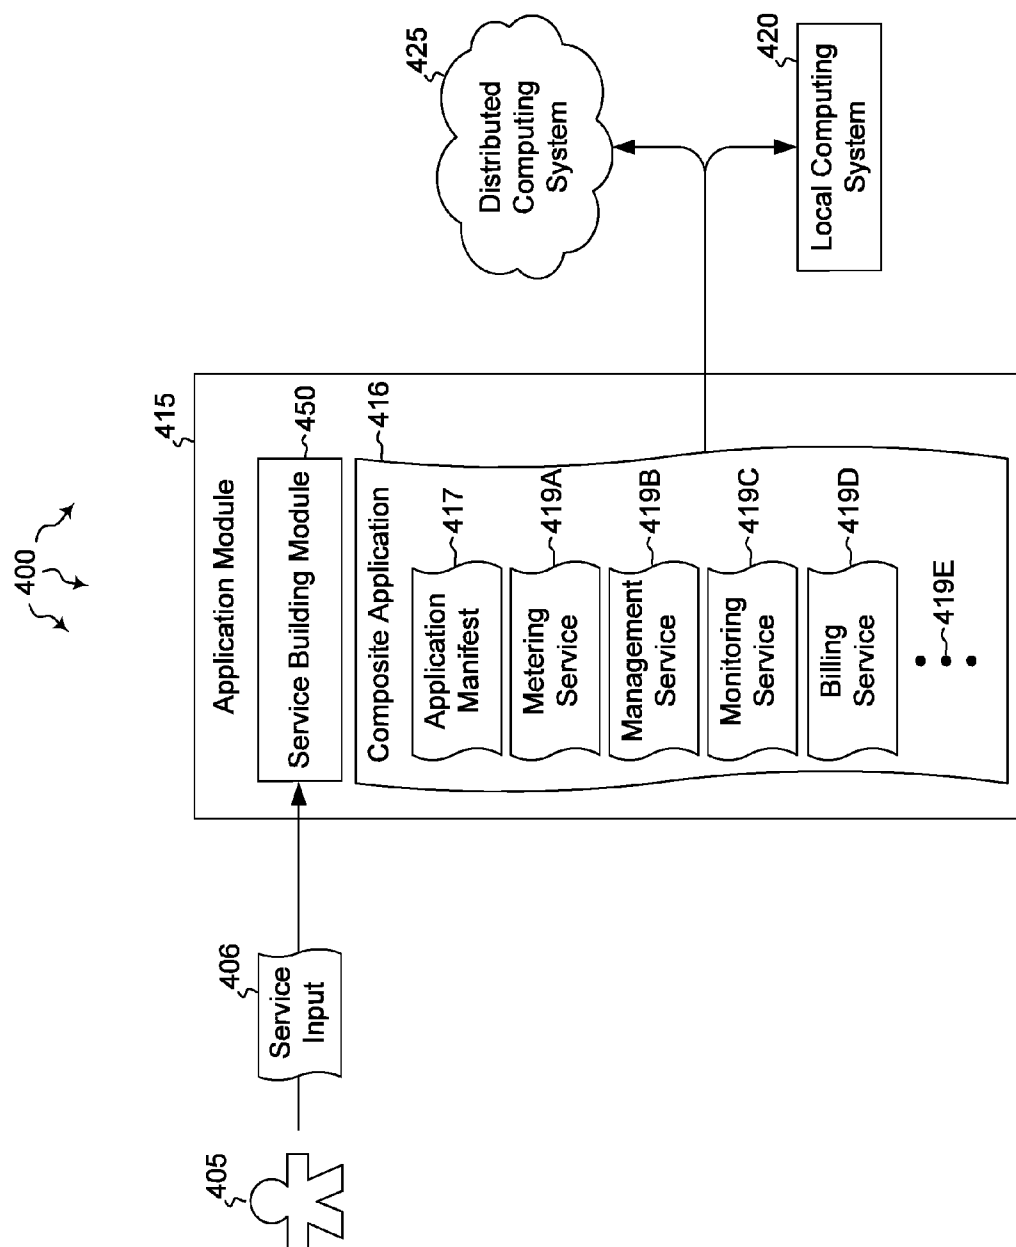 400
405
406
Service
Input
415
Application Module
Service Building Module
450
Composite Application
416
Application
Manifest
417
Metering
Service
419A
Management
Service
419B
Monitoring
Service
419C
Billing
Service
419D
419E
425
Distributed
Computing
System
420
Local Computing
System